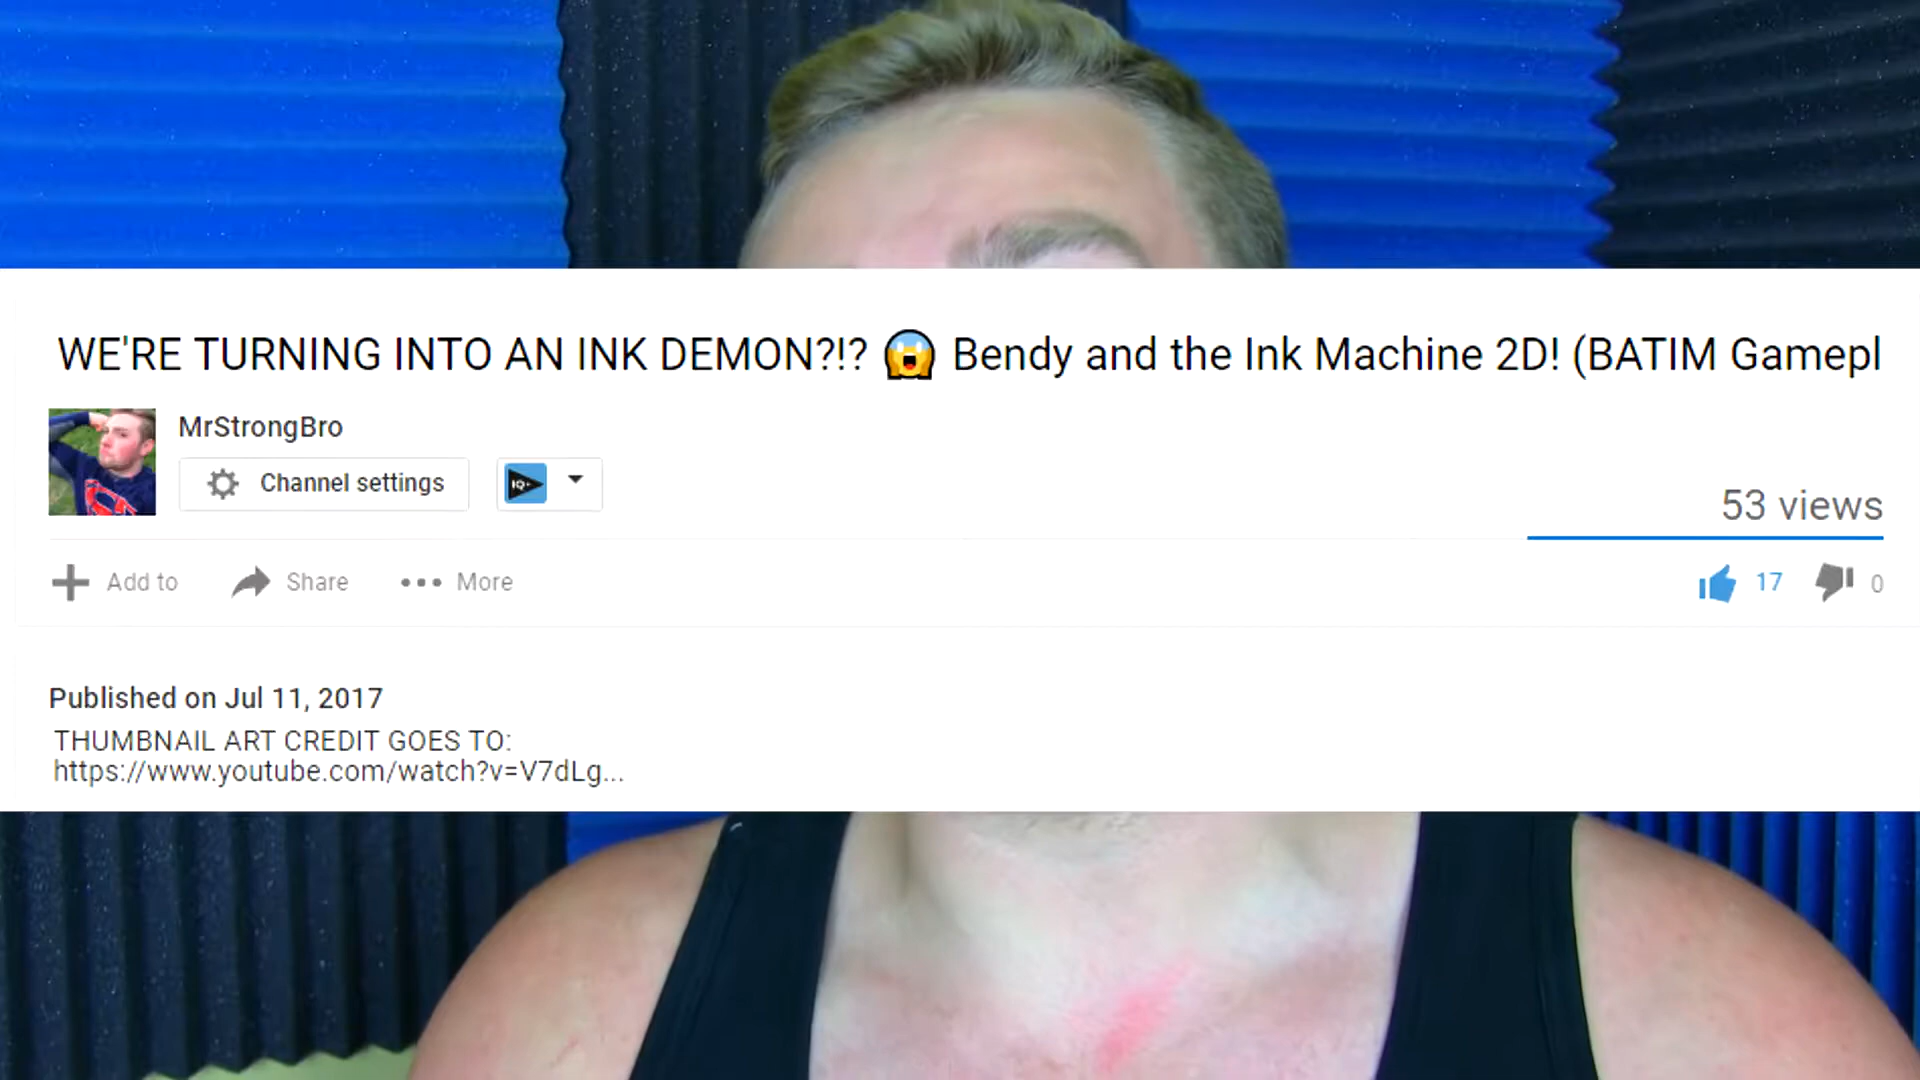 WE'RE TURNING INTO AN INK DEMON?!? 😱 Bendy and the Ink Machine 2D! (BATIM Gamepl
MrStrongBro
Channel settings
IQ
53 views
Add to
Share
More
17
0
Published on Jul 11, 2017
THUMBNAIL ART CREDIT GOES TO:
https://www.youtube.com/watch?v=V7dLg...